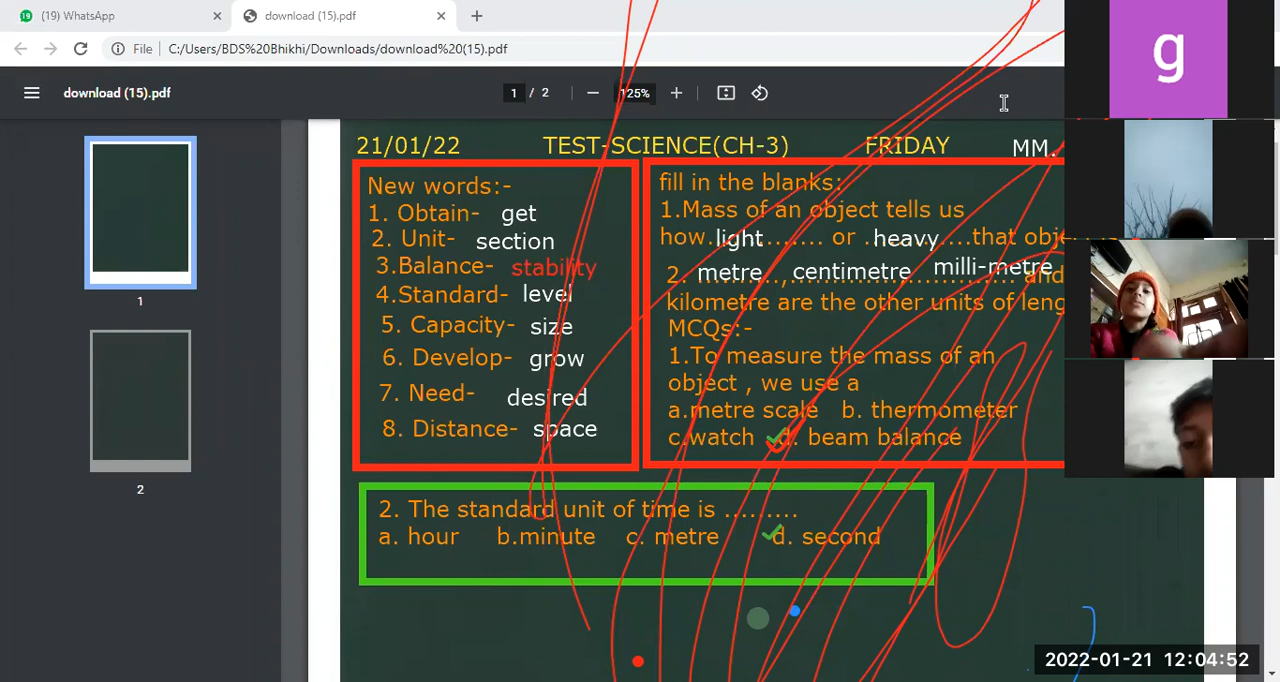 19
(19) WhatsApp
download (15).pdf
File
C:/Users/BDS%20Bhikhi/Downloads/download%20(15).pdf
download (15).pdf
1 / 2
125%
g
21/01/22 TEST-SCIENCE(CH-3) FRIDAY MM.
New words:-
1. Obtain- get
2. Unit- section
3.Balance- stability
4.Standard- level
5. Capacity- size
6. Develop- grow
7. Need- desired
8. Distance- space
fill in the blanks:
1.Mass of an object tells us
how. light ......... or . heavy ....that obj
2. metre , centimetre milli-metre and
kilometre are the other units of leng
MCQs:-
1.To measure the mass of an
object , we use a
a.metre scale b. thermometer
c.watch d. beam balance
2. The standard unit of time is .........
a. hour b.minute c. metre d. second
1
2
2022-01-21 12:04:52